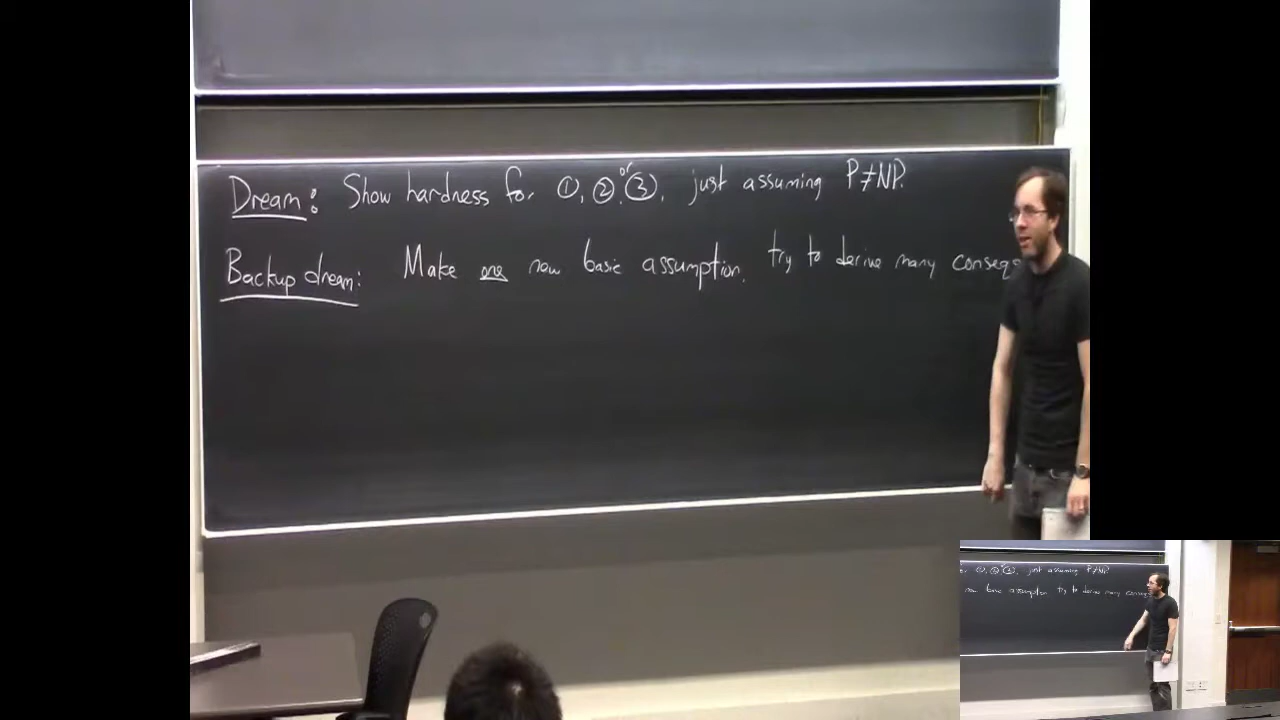 Dream: Show hardness for ①, ②, or ③, just assuming P≠NP.
Backup dream: Make one new basic assumption, try to derive many conseq